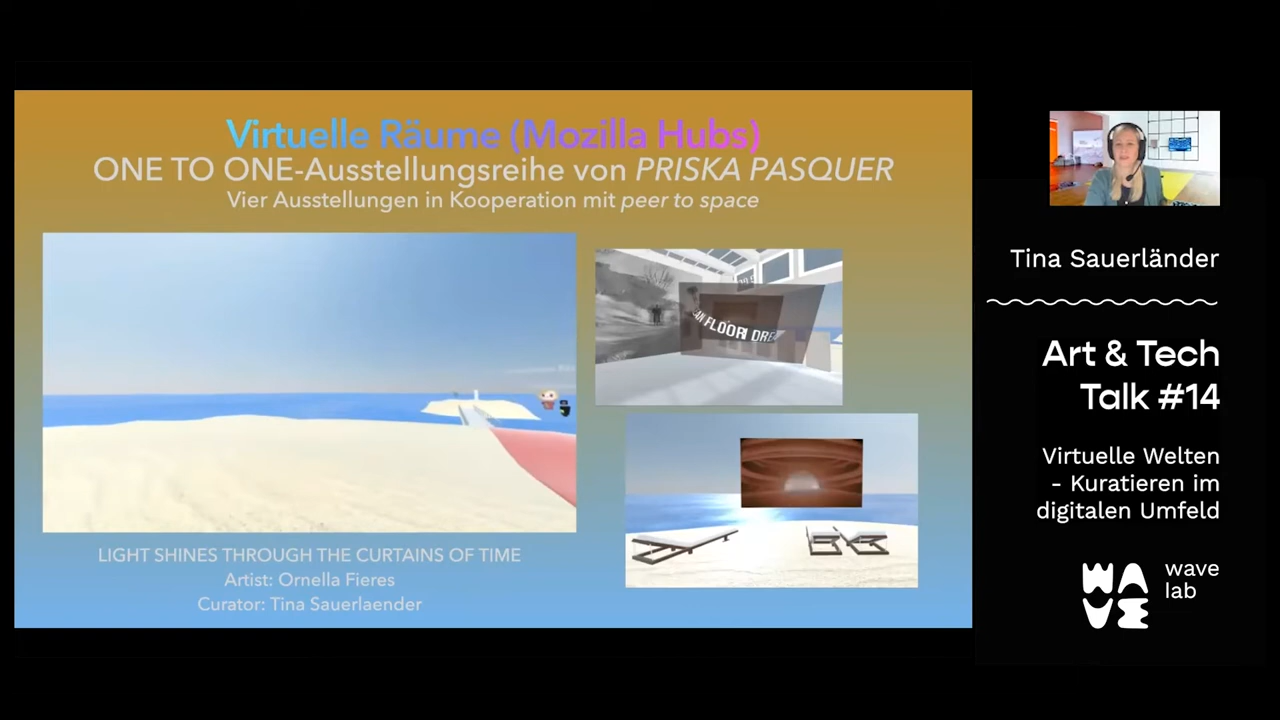 Virtuelle Räume (Mozilla Hubs)
ONE TO ONE-Ausstellungsreihe von PRISKA PASQUER
Vier Ausstellungen in Kooperation mit peer to space
FLOOR DRE
LIGHT SHINES THROUGH THE CURTAINS OF TIME
Artist: Ornella Fieres
Curator: Tina Sauerlaender
Tina Sauerländer
Art & Tech
Talk #14
Virtuelle Welten
- Kuratieren im
digitalen Umfeld
WAVE
wave
lab